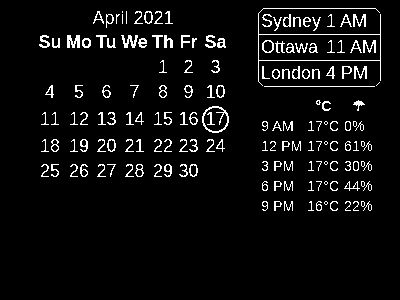 April 2021
Su Mo Tu We Th Fr Sa
1 2 3
4 5 6 7 8 9 10
11 12 13 14 15 16 17
18 19 20 21 22 23 24
25 26 27 28 29 30
Sydney 1 AM
Ottawa 11 AM
London 4 PM
°C
9 AM 17°C 0%
12 PM 17°C 61%
3 PM 17°C 30%
6 PM 17°C 44%
9 PM 16°C 22%